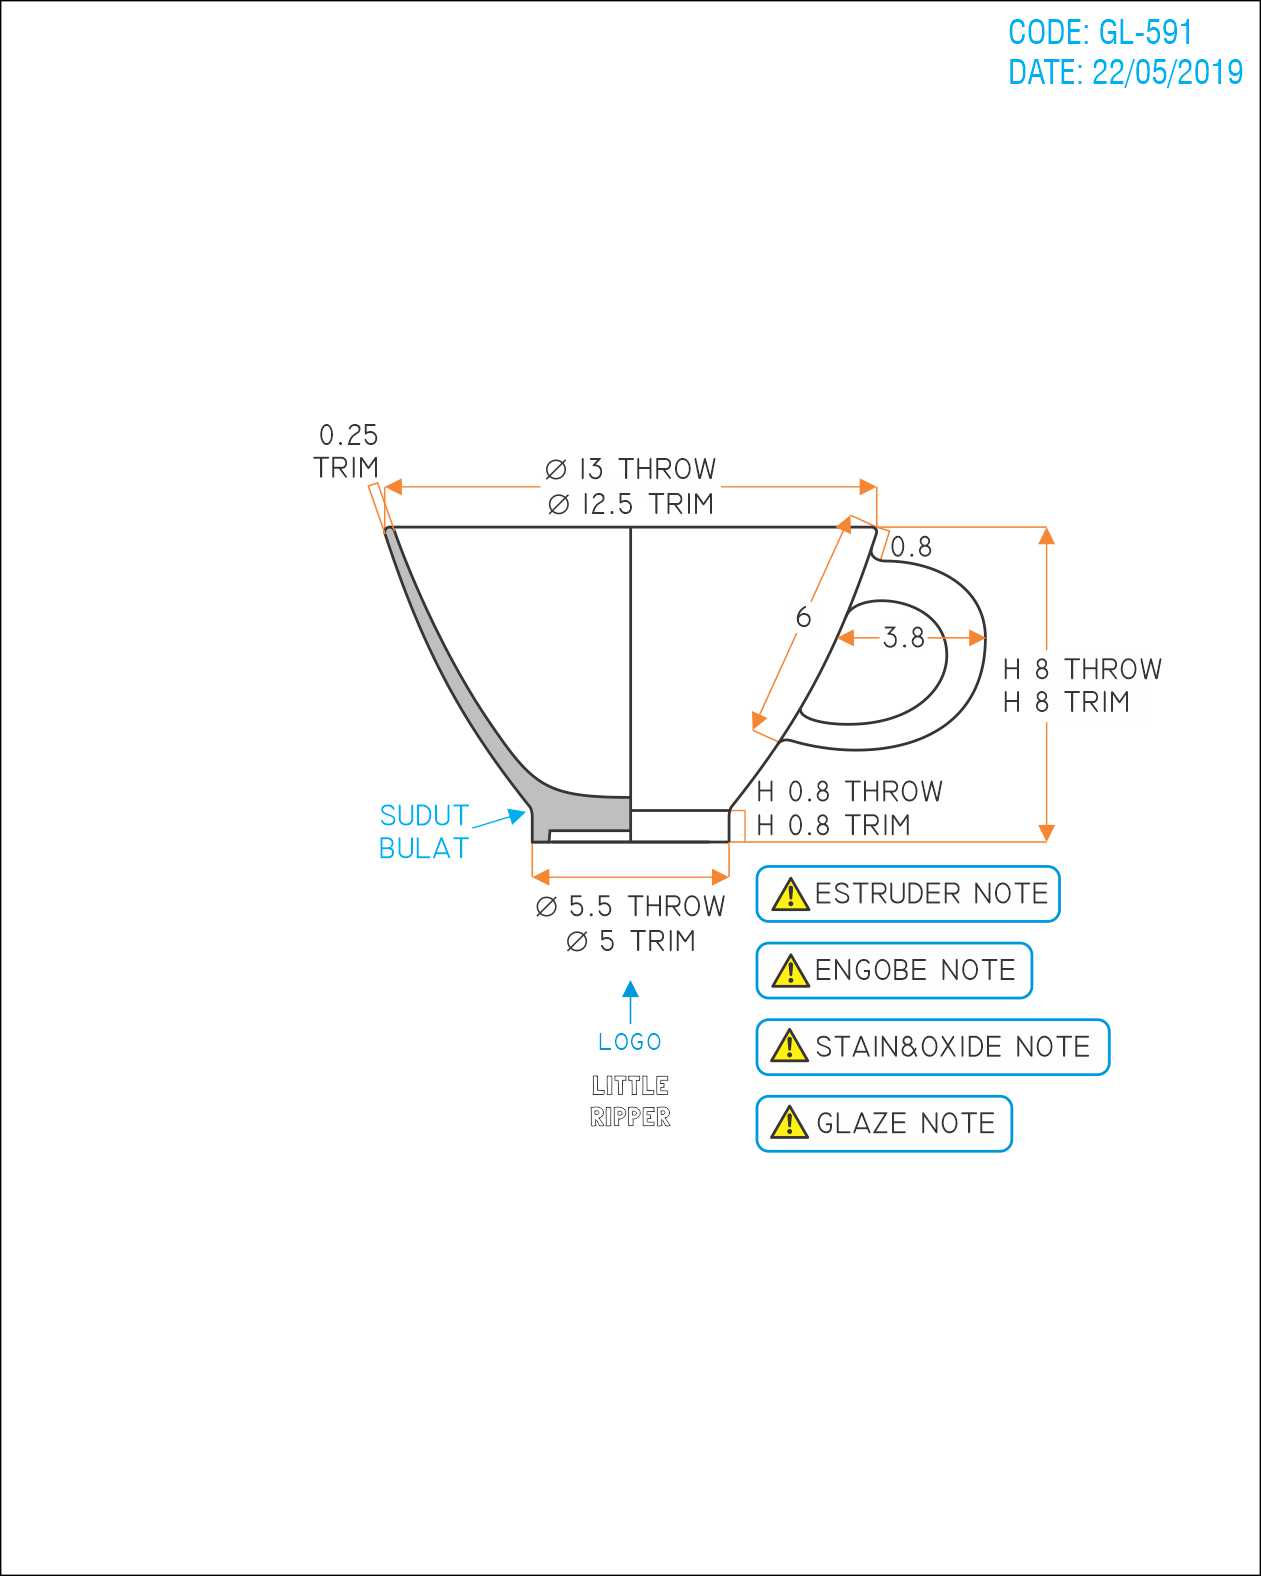 CODE: GL-591
DATE: 22/05/2019
0.25
TRIM
Ø 13 THROW
Ø 12.5 TRIM
0.8
6
3.8
H 8 THROW
H 8 TRIM
H 0.8 THROW
H 0.8 TRIM
SUDUT
BULAT
Ø 5.5 THROW
Ø 5 TRIM
LOGO
LITTLE
RIPPER
ESTRUDER NOTE
ENGOBE NOTE
STAIN&OXIDE NOTE
GLAZE NOTE